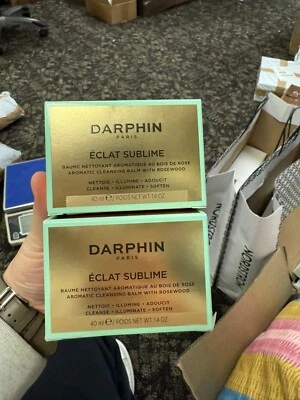 DARPHIN
PARIS
ÉCLAT SUBLIME
BAUME NETTOYANT AROMATIQUE AU BOIS DE ROSE
AROMATIC CLEANSING BALM WITH ROSEWOOD
NETTOIE • ILLUMINE • ADOUCIT
CLEANSE • ILLUMINATE • SOFTEN
40 ml ℮ / POIDS NET WT 1.4 OZ.
DARPHIN
PARIS
ÉCLAT SUBLIME
BAUME NETTOYANT AROMATIQUE AU BOIS DE ROSE
AROMATIC CLEANSING BALM WITH ROSEWOOD
NETTOIE • ILLUMINE • ADOUCIT
CLEANSE • ILLUMINATE • SOFTEN
40 ml ℮ / POIDS NET WT 1.4 OZ.
NORDSTROM